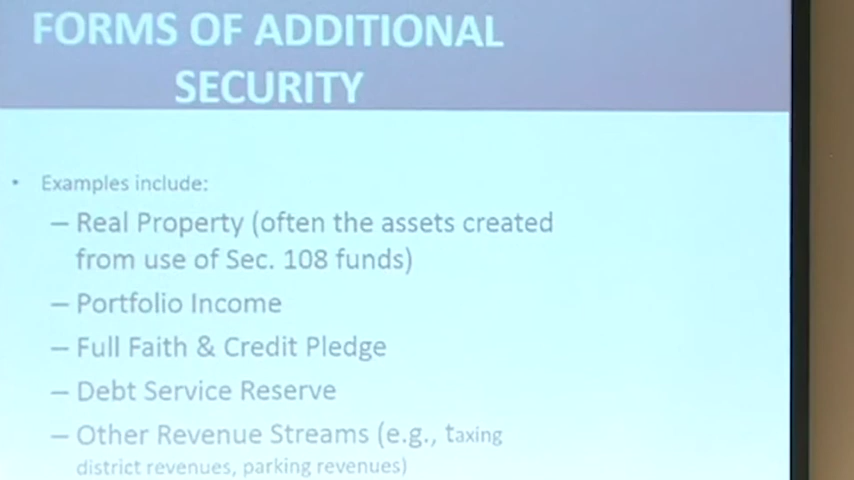 FORMS OF ADDITIONAL
SECURITY
• Examples include:
– Real Property (often the assets created
from use of Sec. 108 funds)
– Portfolio Income
– Full Faith & Credit Pledge
– Debt Service Reserve
– Other Revenue Streams (e.g., taxing
district revenues, parking revenues)